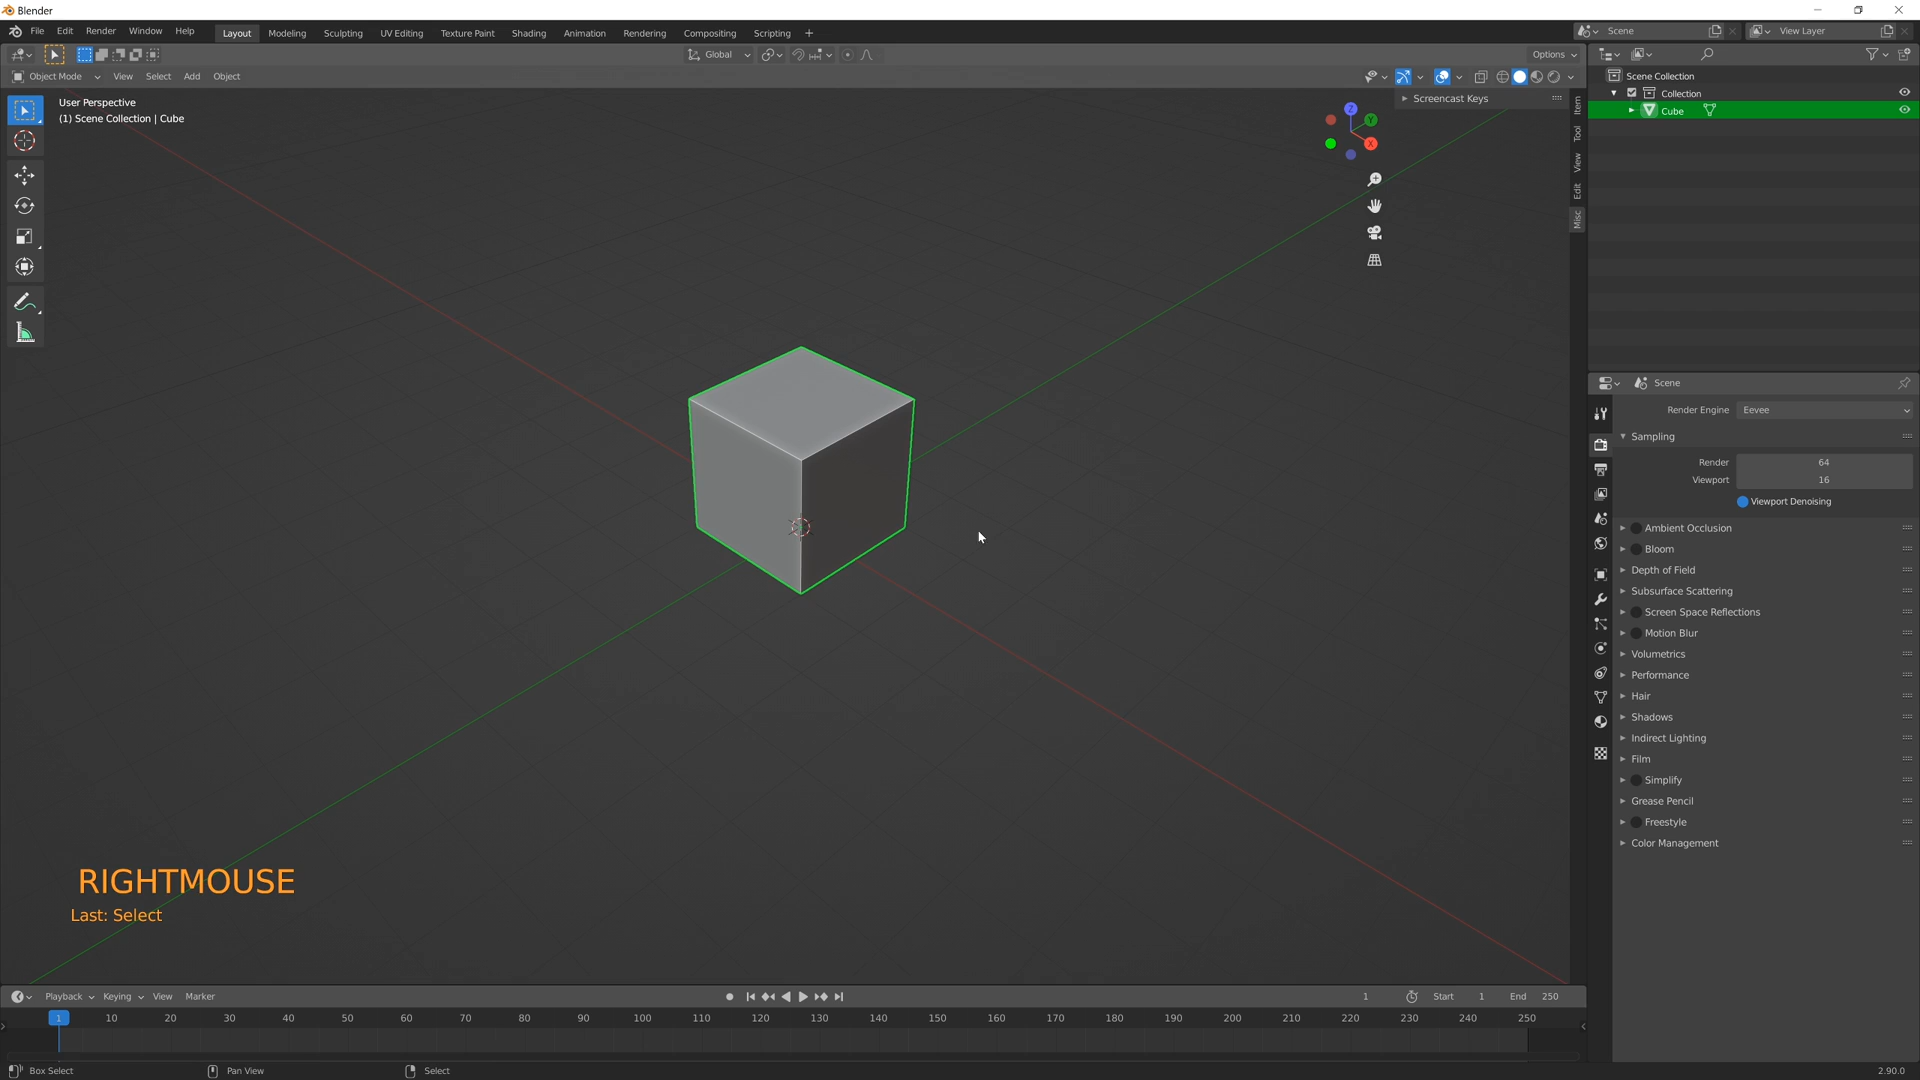 Blender
File Edit Render Window Help Layout Modeling Sculpting UV Editing Texture Paint Shading Animation Rendering Compositing Scripting + Scene View Layer
Global Options
Object Mode View Select Add Object
User Perspective
(1) Scene Collection | Cube
Screencast Keys
Z
Y
X
Item
Tool
View
Edit
Misc
Scene Collection
Collection
Cube
Scene
Render Engine Eevee
Sampling
Render 64
Viewport 16
Viewport Denoising
Ambient Occlusion
Bloom
Depth of Field
Subsurface Scattering
Screen Space Reflections
Motion Blur
Volumetrics
Performance
Hair
Shadows
Indirect Lighting
Film
Simplify
Grease Pencil
Freestyle
Color Management
RIGHTMOUSE
Last: Select
Playback Keying View Marker 1 Start 1 End 250
1 10 20 30 40 50 60 70 80 90 100 110 120 130 140 150 160 170 180 190 200 210 220 230 240 250
Box Select Pan View Select 2.90.0